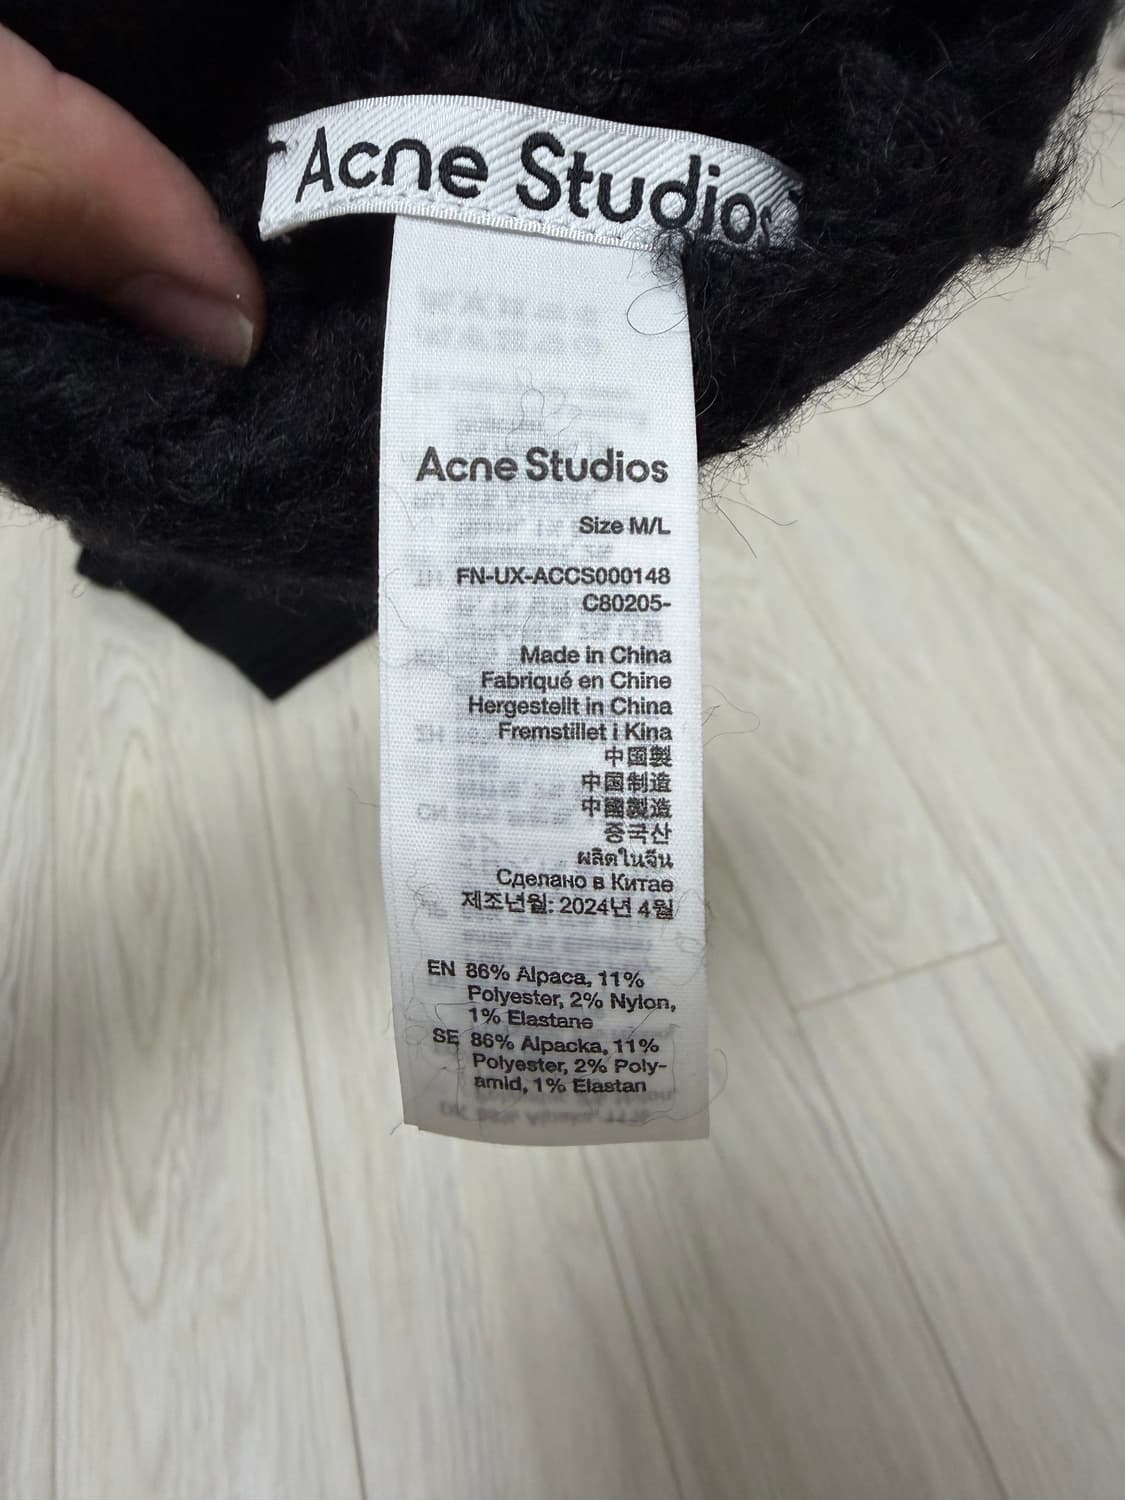 Acne Studios
Acne Studios
Size M/L
FN-UX-ACCS000148
C80205-
Made in China
Fabriqué en Chine
Hergestellt in China
Fremstillet i Kina
中国製
中国制造
中國製造
중국산
ผลิตในจีน
Сделано в Китае
제조년월: 2024년 4월
EN 86% Alpaca, 11%
Polyester, 2% Nylon,
1% Elastane
SE 86% Alpacka, 11%
Polyester, 2% Poly-
amid, 1% Elastan